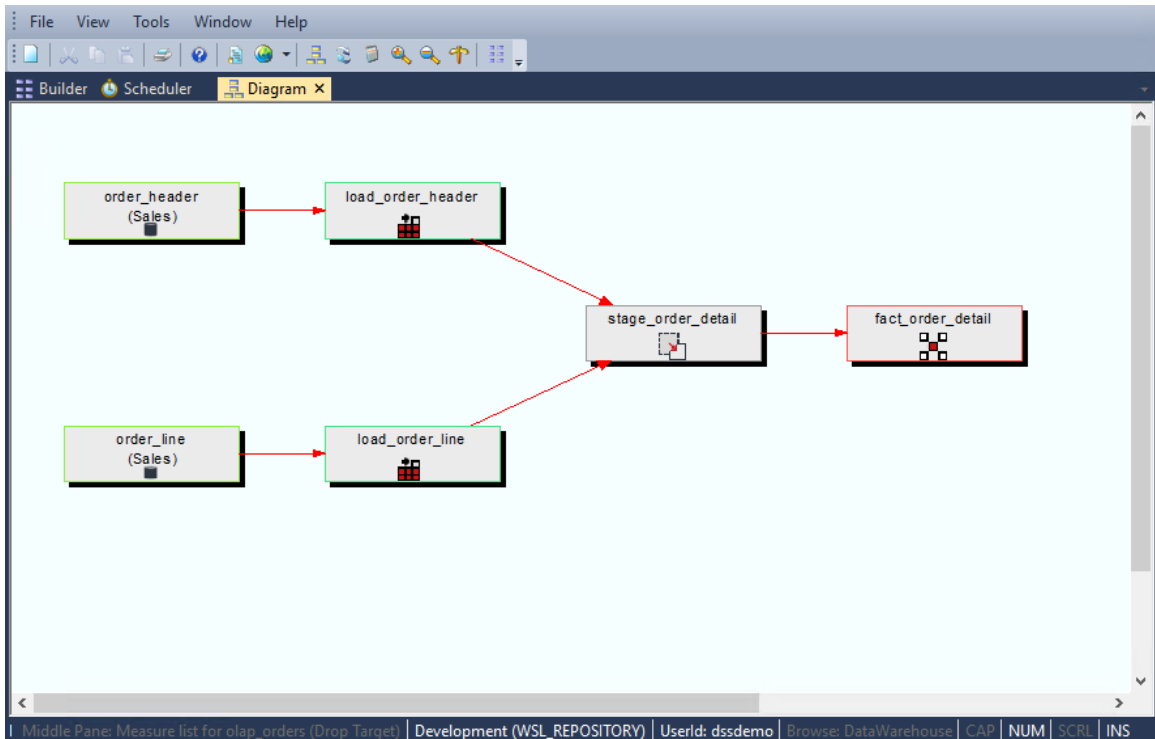 File View Tools Window Help
Builder Scheduler Diagram
order_header
(Sales)
load_order_header
stage_order_detail
fact_order_detail
order_line
(Sales)
load_order_line
Middle Pane: Measure list for olap_orders (Drop Target) Development (WSL_REPOSITORY) UserId: dssdemo Browse: DataWarehouse CAP NUM SCRL INS